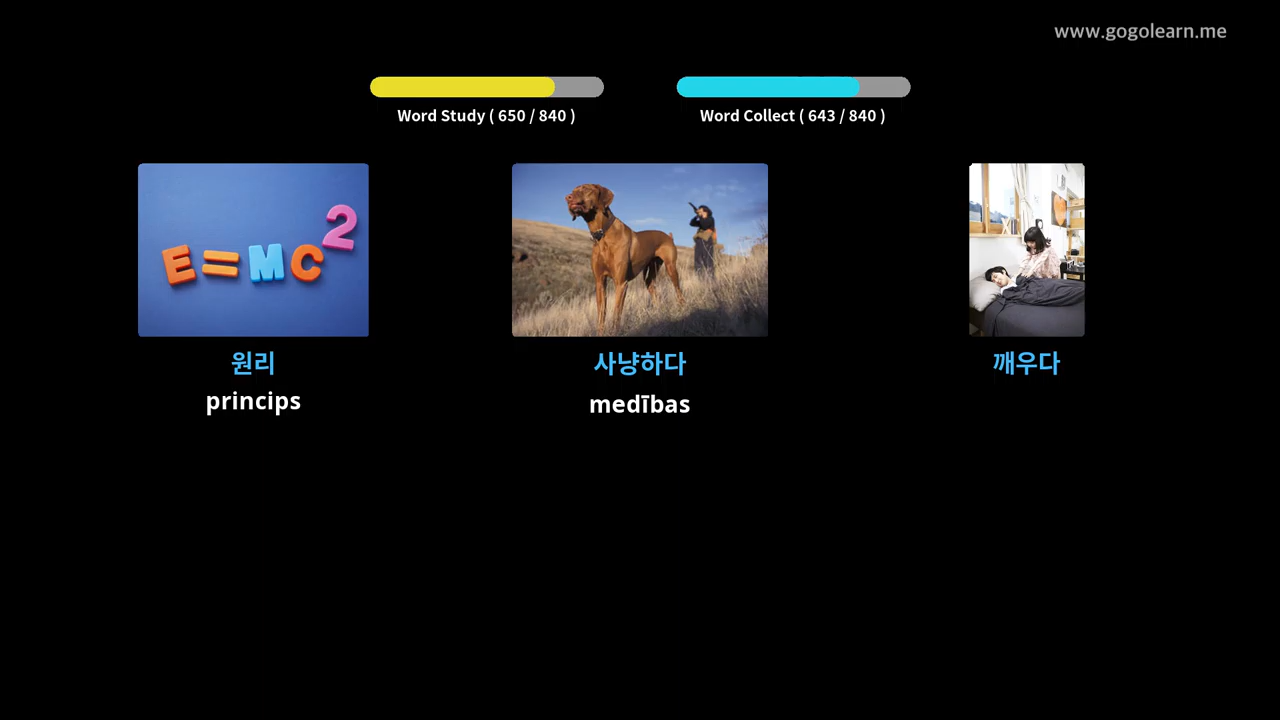 www.gogolearn.me
Word Study ( 650 / 840 )
Word Collect ( 643 / 840 )
E=MC2
원리
사냥하다
깨우다
princips
medības